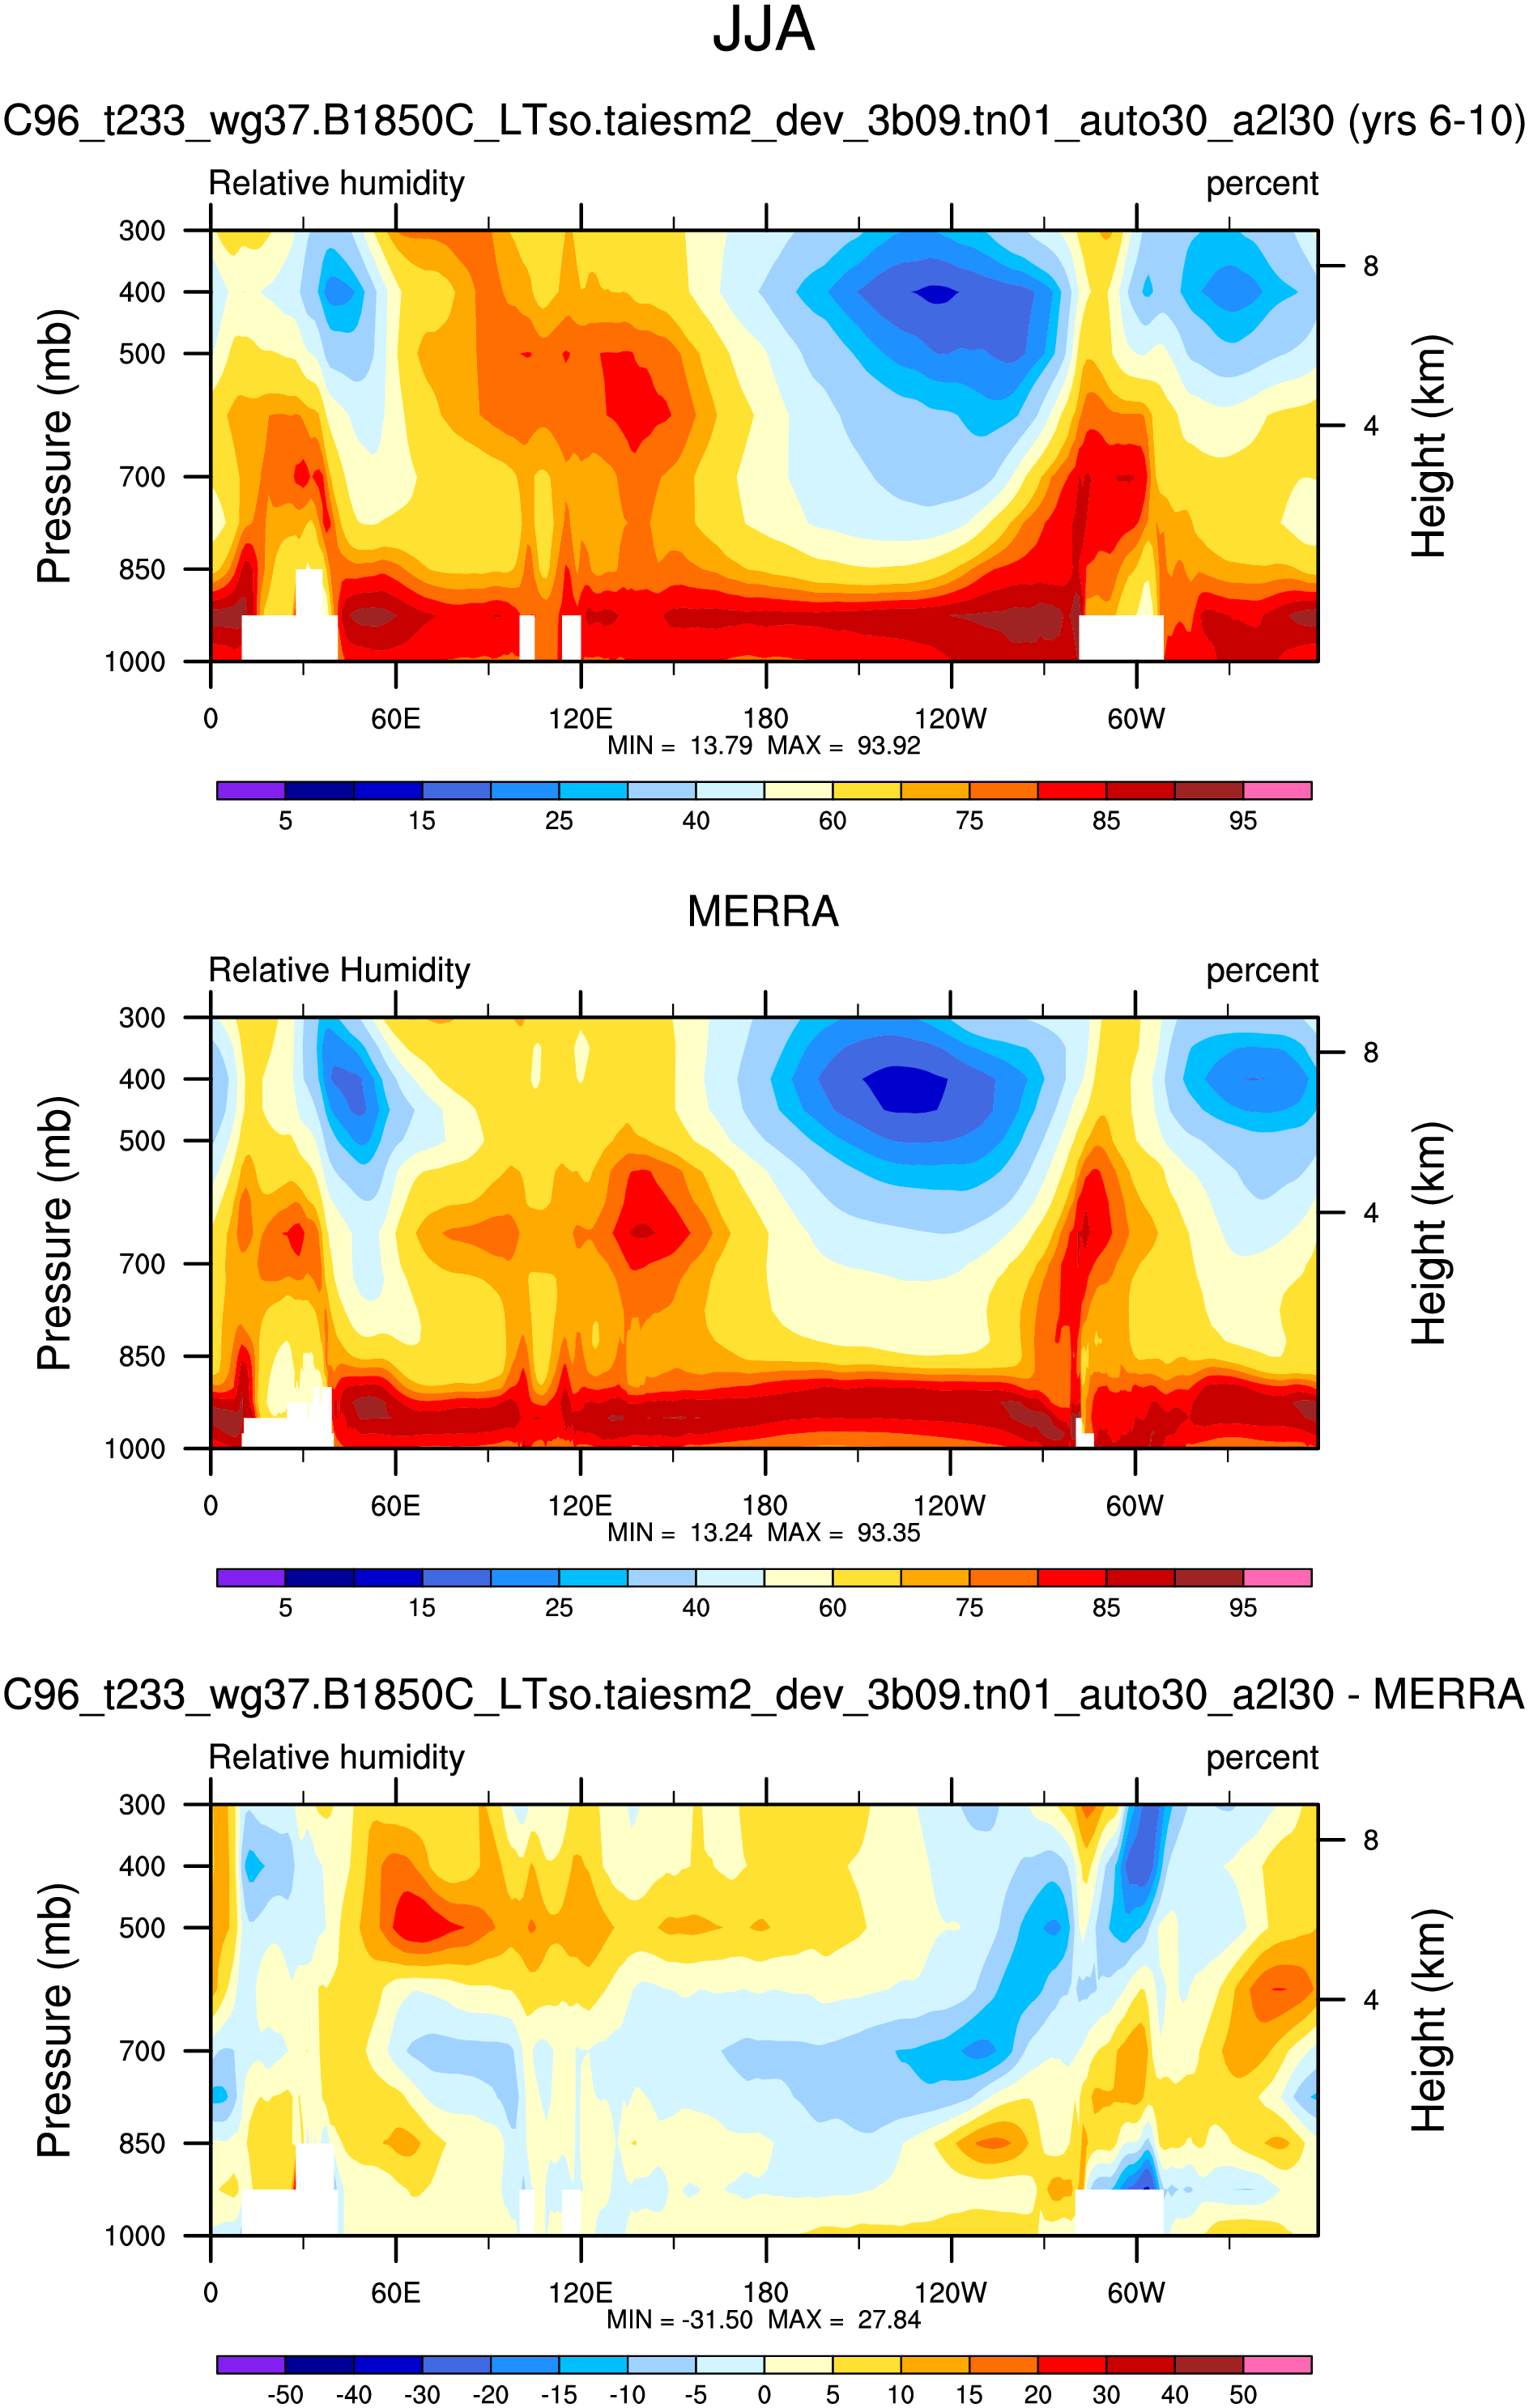 JJA
C96_t233_wg37.B1850C_LTso.taiesm2_dev_3b09.tn01_auto30_a2l30 (yrs 6-10)
Relative humidity percent
Pressure (mb)
300
400
500
700
850
1000
8
4
Height (km)
0 60E 120E 180 120W 60W
MIN = 13.79 MAX = 93.92
5 15 25 40 60 75 85 95
MERRA
Relative Humidity percent
Pressure (mb)
300
400
500
700
850
1000
8
4
Height (km)
0 60E 120E 180 120W 60W
MIN = 13.24 MAX = 93.35
5 15 25 40 60 75 85 95
C96_t233_wg37.B1850C_LTso.taiesm2_dev_3b09.tn01_auto30_a2l30 - MERRA
Relative humidity percent
Pressure (mb)
300
400
500
700
850
1000
8
4
Height (km)
0 60E 120E 180 120W 60W
MIN = -31.50 MAX = 27.84
-50 -40 -30 -20 -15 -10 -5 0 5 10 15 20 30 40 50